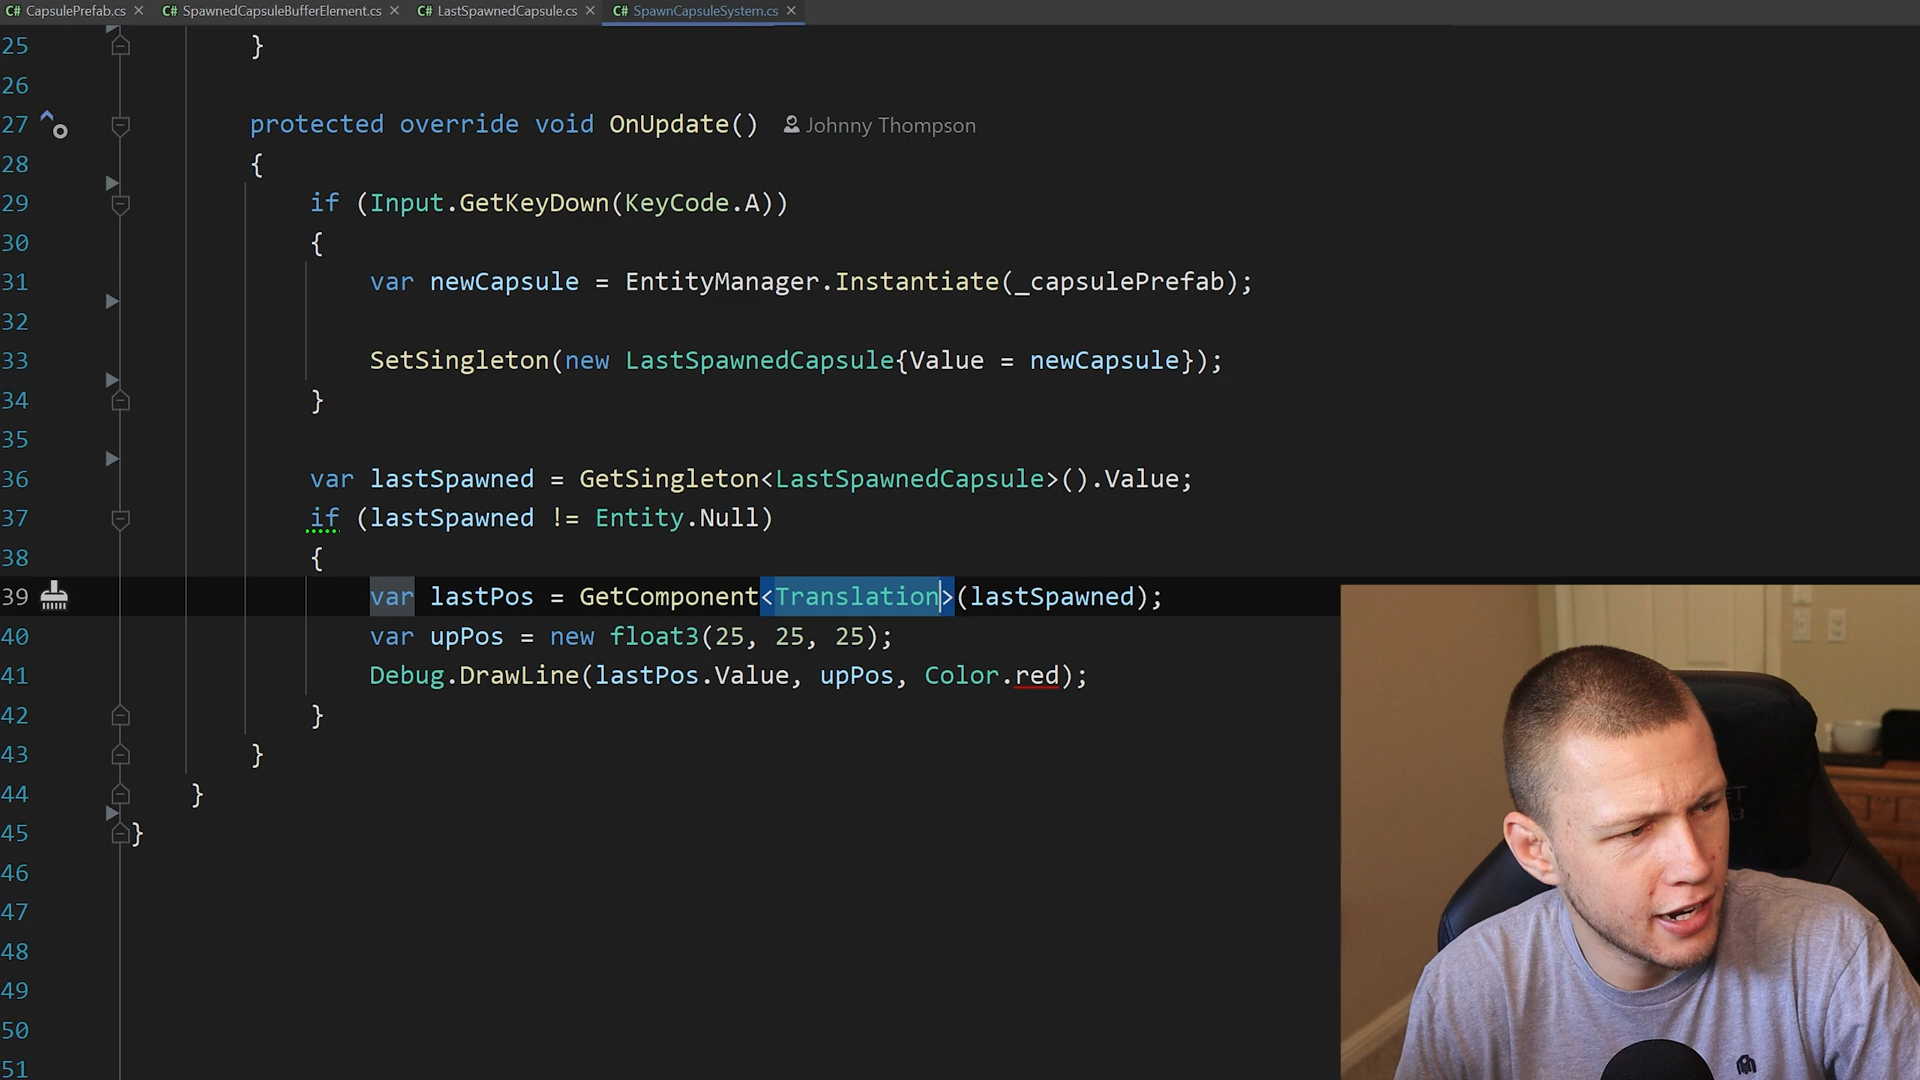 C# CapsulePrefab.cs × C# SpawnedCapsuleBufferElement.cs × C# LastSpawnedCapsule.cs × C# SpawnCapsuleSystem.cs ×
25 }
26
27 protected override void OnUpdate() Johnny Thompson
28 {
29 if (Input.GetKeyDown(KeyCode.A))
30 {
31 var newCapsule = EntityManager.Instantiate(_capsulePrefab);
32
33 SetSingleton(new LastSpawnedCapsule{Value = newCapsule});
34 }
35
36 var lastSpawned = GetSingleton<LastSpawnedCapsule>().Value;
37 if (lastSpawned != Entity.Null)
38 {
39 var lastPos = GetComponent<Translation>(lastSpawned);
40 var upPos = new float3(25, 25, 25);
41 Debug.DrawLine(lastPos.Value, upPos, Color.red);
42 }
43 }
44 }
45 }
46
47
48
49
50
51